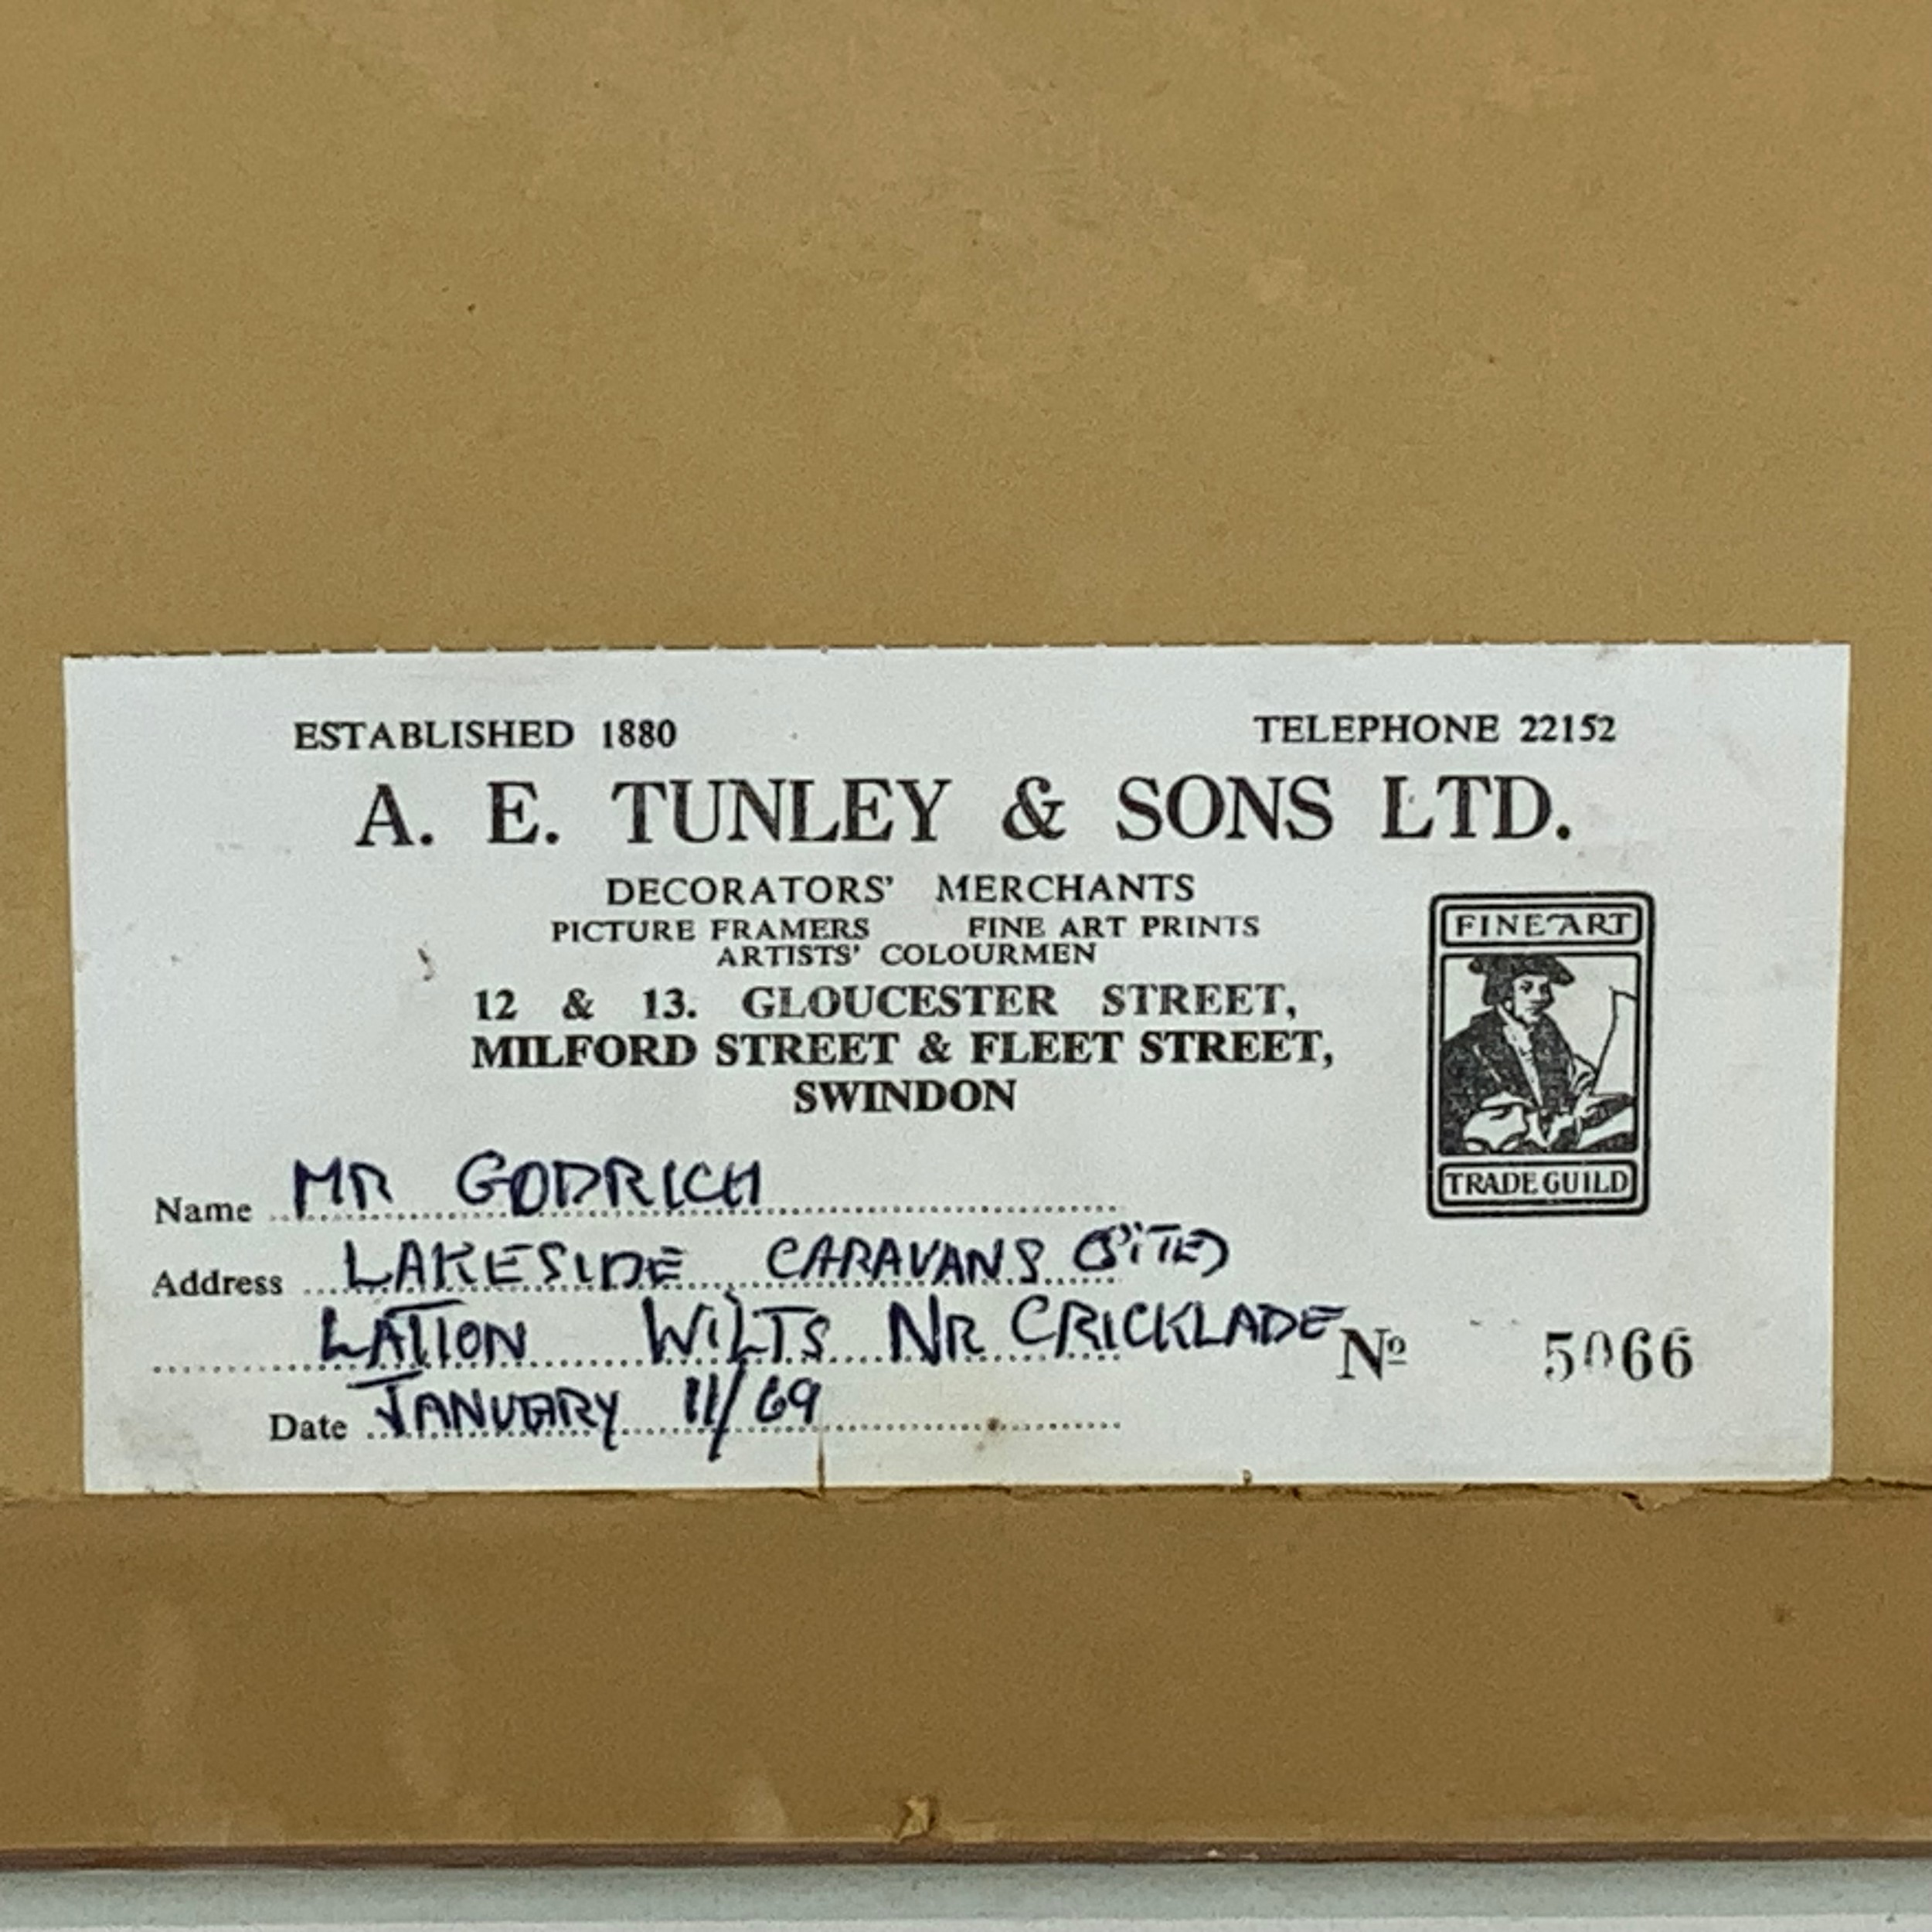 ESTABLISHED 1880 TELEPHONE 22152
A. E. TUNLEY & SONS LTD.
DECORATORS' MERCHANTS
PICTURE FRAMERS FINE ART PRINTS
ARTISTS' COLOURMEN
12 & 13. GLOUCESTER STREET,
MILFORD STREET & FLEET STREET,
SWINDON
FINE ART
TRADE GUILD
Name MR GODRICH
Address LAKESIDE CARAVANS (SITE)
LATTON WILTS NR CRICKLADE
Nº 5066
Date JANUARY 11/69